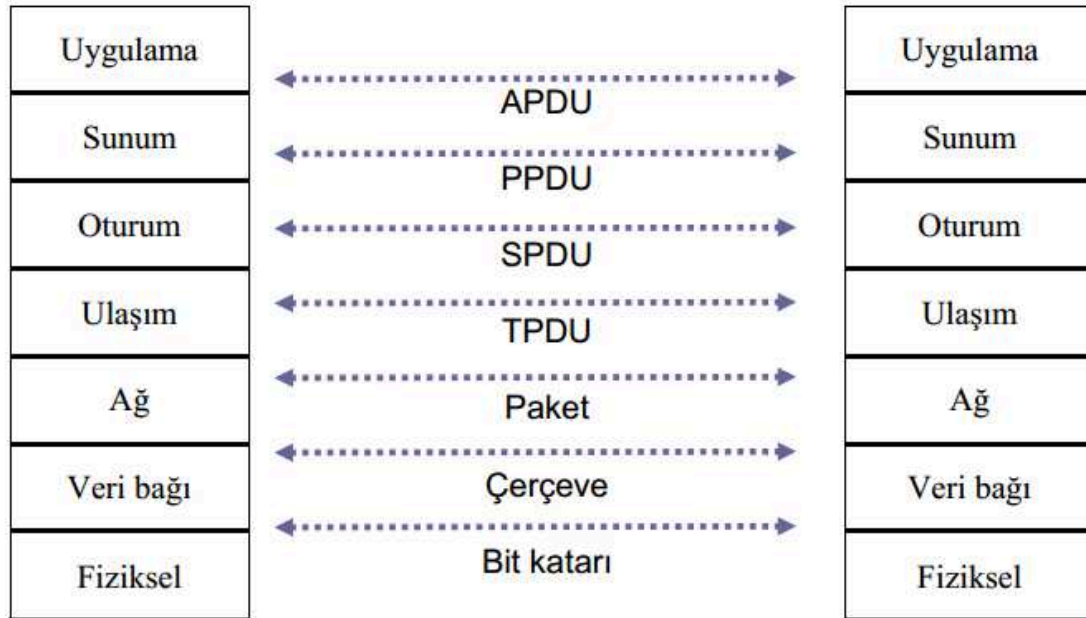 Uygulama
Uygulama
APDU
Sunum
Sunum
PPDU
Oturum
Oturum
SPDU
Ulaşım
Ulaşım
TPDU
Ağ
Ağ
Paket
Veri bağı
Veri bağı
Çerçeve
Fiziksel
Fiziksel
Bit katarı